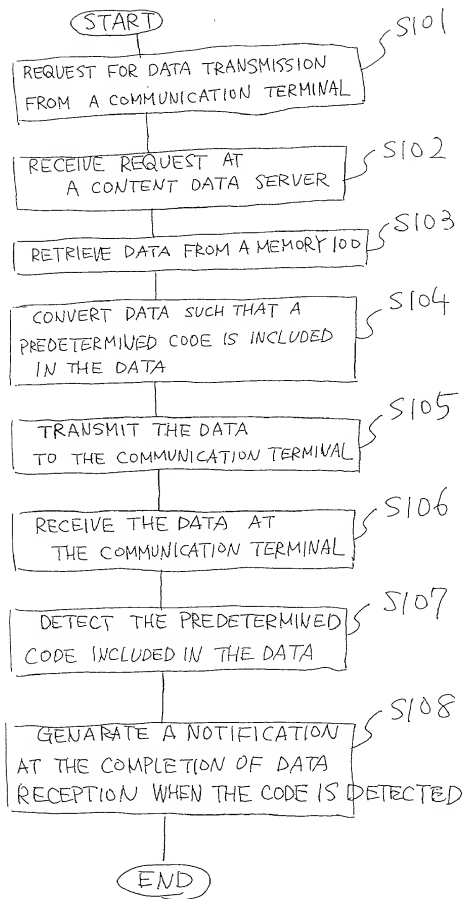 START
S101
REQUEST FOR DATA TRANSMISSION
FROM A COMMUNICATION TERMINAL
S102
RECEIVE REQUEST AT
A CONTENT DATA SERVER
S103
RETRIEVE DATA FROM A MEMORY 100
S104
CONVERT DATA SUCH THAT A
PREDETERMINED CODE IS INCLUDED
IN THE DATA
S105
TRANSMIT THE DATA
TO THE COMMUNICATION TERMINAL
S106
RECEIVE THE DATA AT
THE COMMUNICATION TERMINAL
S107
DETECT THE PREDETERMINED
CODE INCLUDED IN THE DATA
S108
GENARATE A NOTIFICATION
AT THE COMPLETION OF DATA
RECEPTION WHEN THE CODE IS DETECTED
END